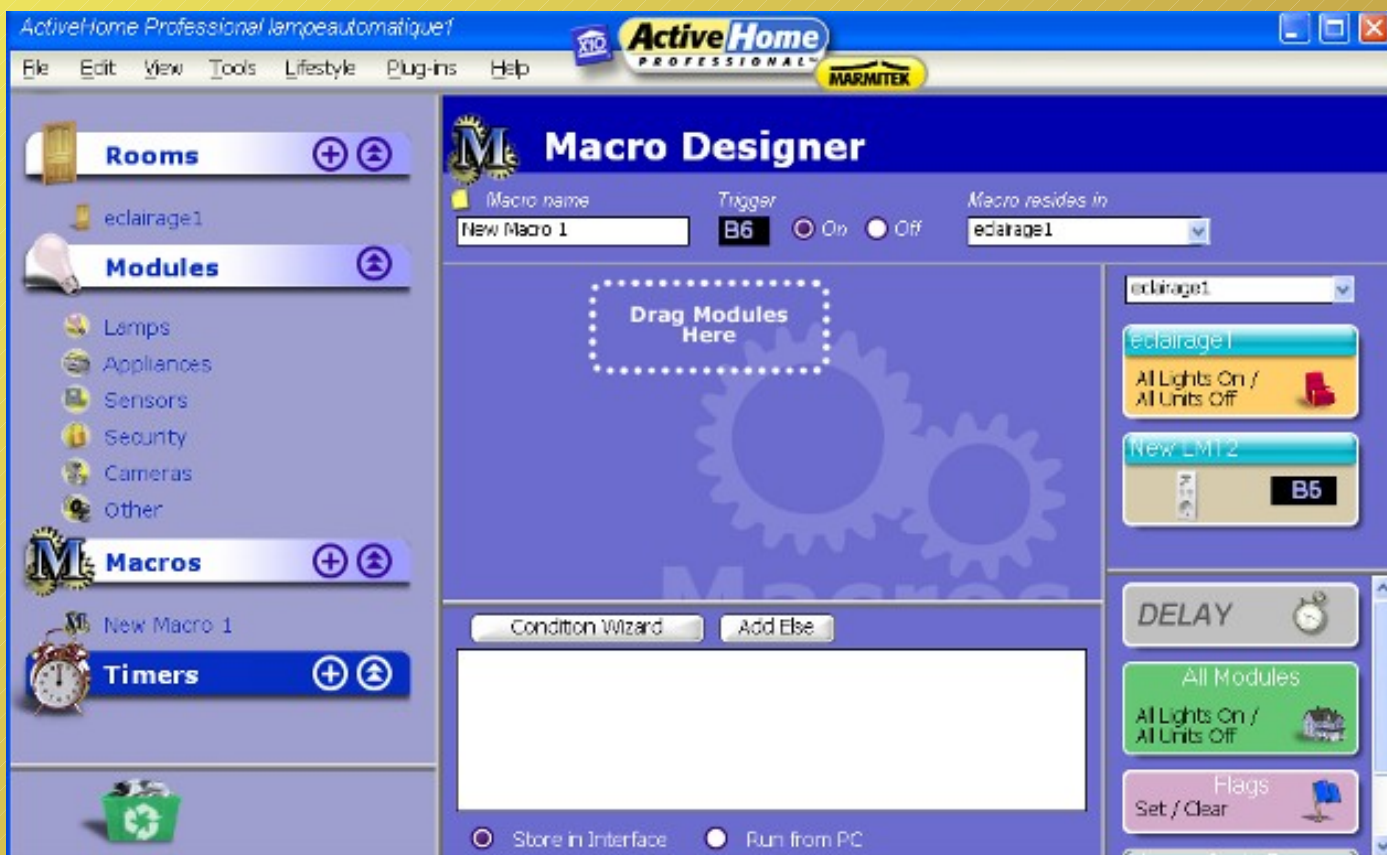 ActiveHome Professional lampeautomatique1
X10
ActiveHome
PROFESSIONAL™
MARMITEK
File Edit View Tools Lifestyle Plug-ins Help
Rooms
eclairage1
Modules
Lamps
Appliances
Sensors
Security
Cameras
Other
Macros
New Macro 1
Timers
M Macro Designer
Macro name Trigger Macro resides in
New Macro 1 B6 On Off eclairage1
Drag Modules
Here
Macros
Condition Wizard Add Else
Store in Interface Run from PC
eclairage1
eclairage1
All Lights On /
All Units Off
New LM12
B5
DELAY
All Modules
All Lights On /
All Units Off
Flags
Set / Clear